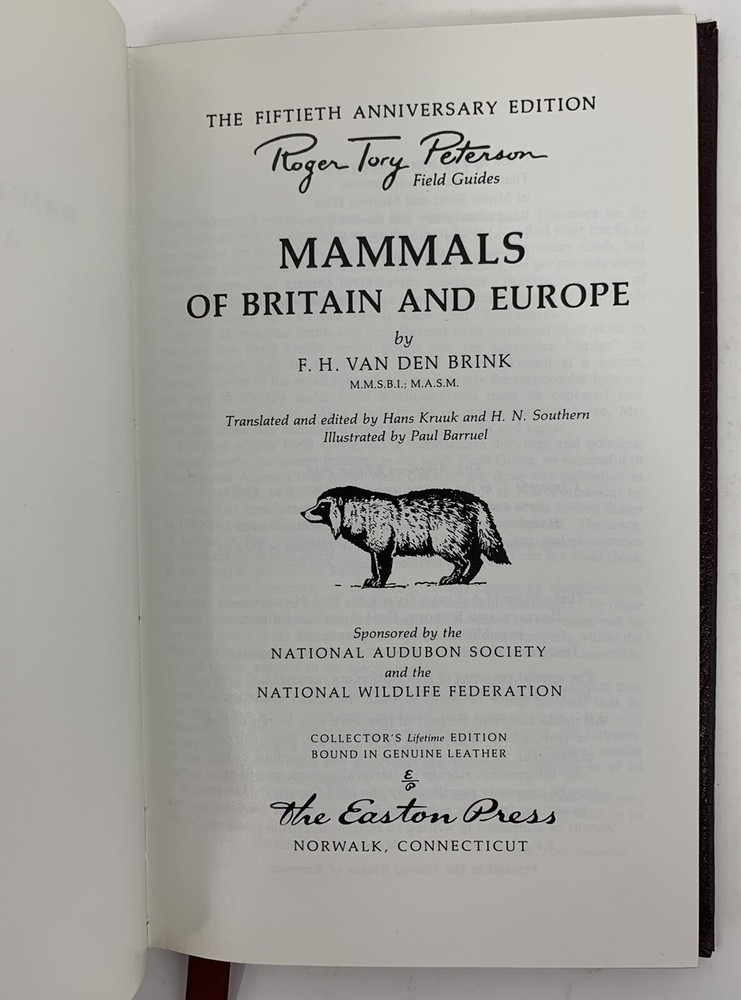 THE FIFTIETH ANNIVERSARY EDITION
Roger Tory Peterson
Field Guides
MAMMALS
OF BRITAIN AND EUROPE
by
F. H. VAN DEN BRINK
M.M.S.B.I.; M.A.S.M.
Translated and edited by Hans Kruuk and H. N. Southern
Illustrated by Paul Barruel
Sponsored by the
NATIONAL AUDUBON SOCIETY
and the
NATIONAL WILDLIFE FEDERATION
COLLECTOR'S Lifetime EDITION
BOUND IN GENUINE LEATHER
E
P
The Easton Press
NORWALK, CONNECTICUT